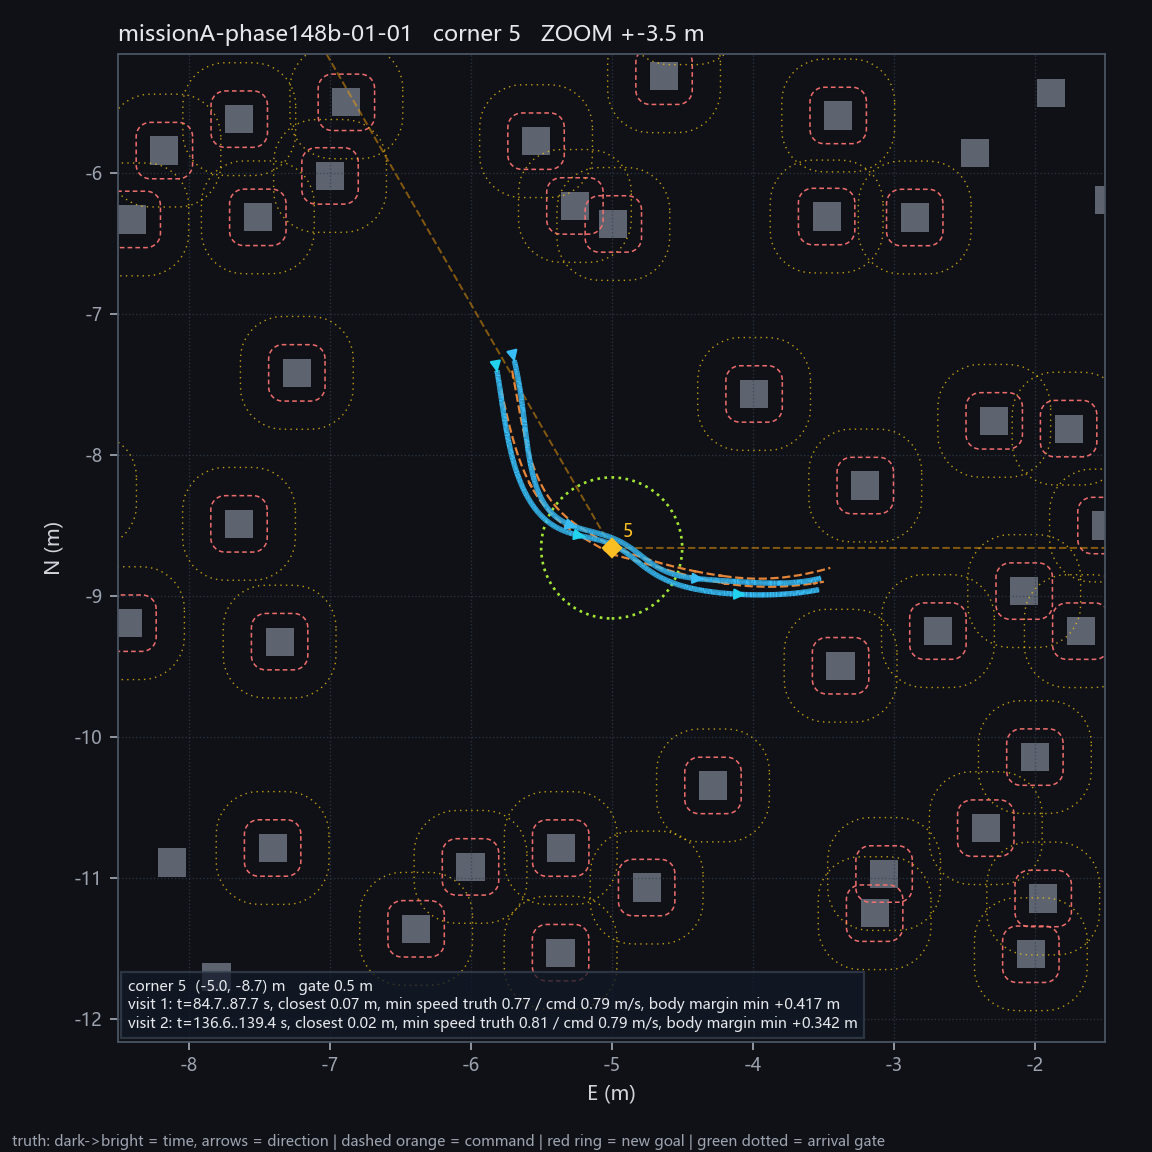 missionA-phase148b-01-01   corner 5   ZOOM +-3.5 m
N (m)
-6
-7
-8
-9
-10
-11
-12
5
corner 5  (-5.0, -8.7) m   gate 0.5 m
visit 1: t=84.7..87.7 s, closest 0.07 m, min speed truth 0.77 / cmd 0.79 m/s, body margin min +0.417 m
visit 2: t=136.6..139.4 s, closest 0.02 m, min speed truth 0.81 / cmd 0.79 m/s, body margin min +0.342 m
-8 -7 -6 -5 -4 -3 -2
E (m)
truth: dark->bright = time, arrows = direction | dashed orange = command | red ring = new goal | green dotted = arrival gate